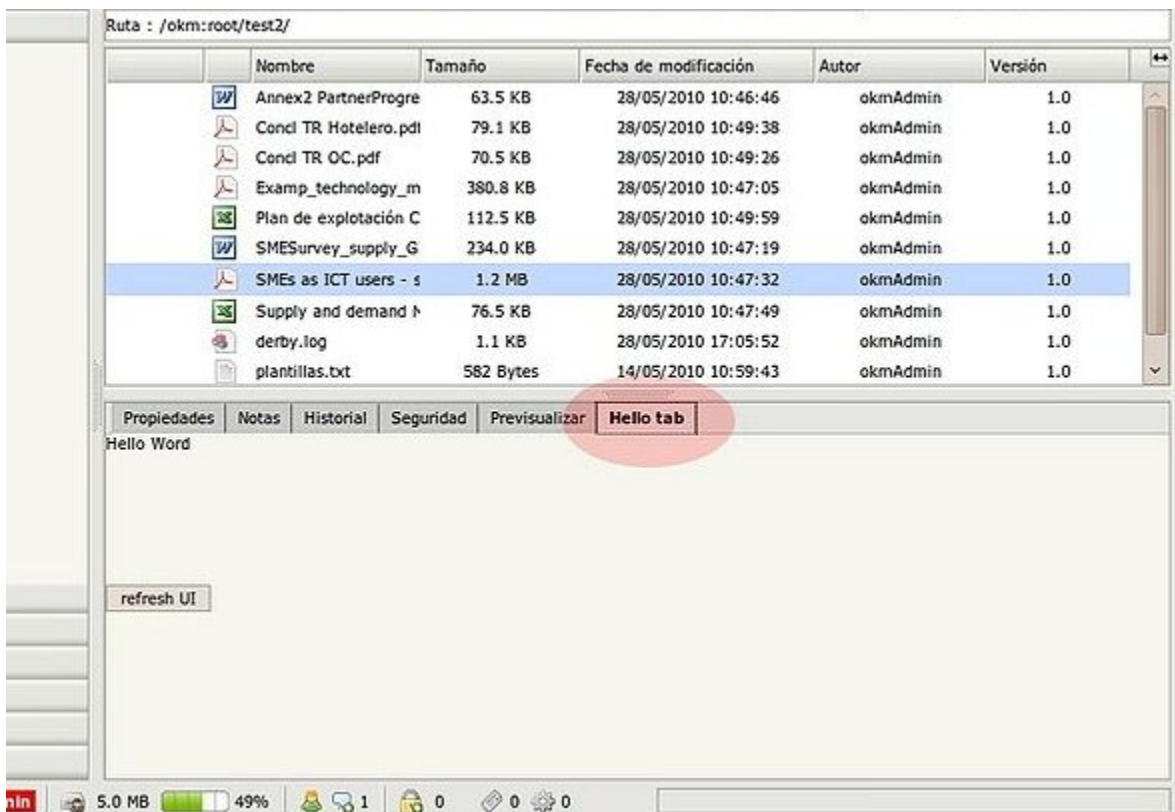 Ruta : /okm:root/test2/
Nombre Tamaño Fecha de modificación Autor Versión
Annex2 PartnerProgre 63.5 KB 28/05/2010 10:46:46 okmAdmin 1.0
Concl TR Hotelero.pdf 79.1 KB 28/05/2010 10:49:38 okmAdmin 1.0
Concl TR OC.pdf 70.5 KB 28/05/2010 10:49:26 okmAdmin 1.0
Examp_technology_m 380.8 KB 28/05/2010 10:47:05 okmAdmin 1.0
Plan de explotación C 112.5 KB 28/05/2010 10:49:59 okmAdmin 1.0
SMESurvey_supply_G 234.0 KB 28/05/2010 10:47:19 okmAdmin 1.0
SMEs as ICT users - s 1.2 MB 28/05/2010 10:47:32 okmAdmin 1.0
Supply and demand N 76.5 KB 28/05/2010 10:47:49 okmAdmin 1.0
derby.log 1.1 KB 28/05/2010 17:05:52 okmAdmin 1.0
plantillas.txt 582 Bytes 14/05/2010 10:59:43 okmAdmin 1.0
Propiedades Notas Historial Seguridad Previsualizar Hello tab
Hello Word
refresh UI
min 5.0 MB 49% 1 0 0 0